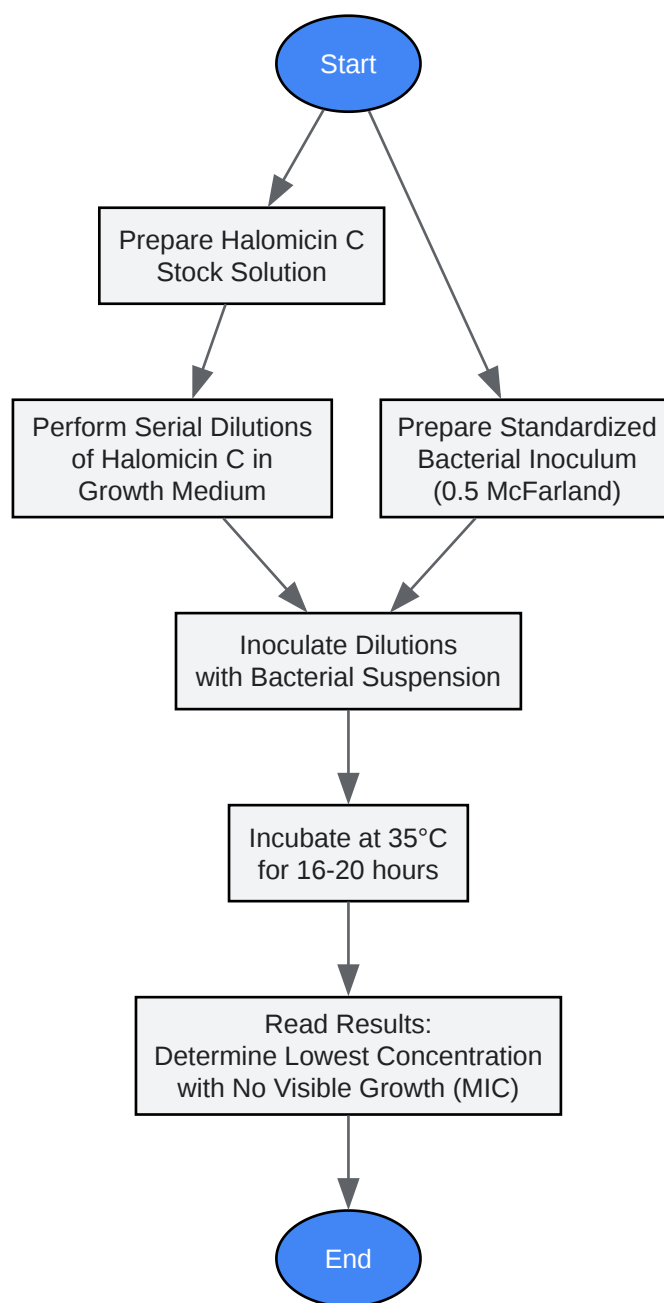 Start
Prepare Halomicin C
Stock Solution
Perform Serial Dilutions
of Halomicin C in
Growth Medium
Prepare Standardized
Bacterial Inoculum
(0.5 McFarland)
Inoculate Dilutions
with Bacterial Suspension
Incubate at 35°C
for 16-20 hours
Read Results:
Determine Lowest Concentration
with No Visible Growth (MIC)
End